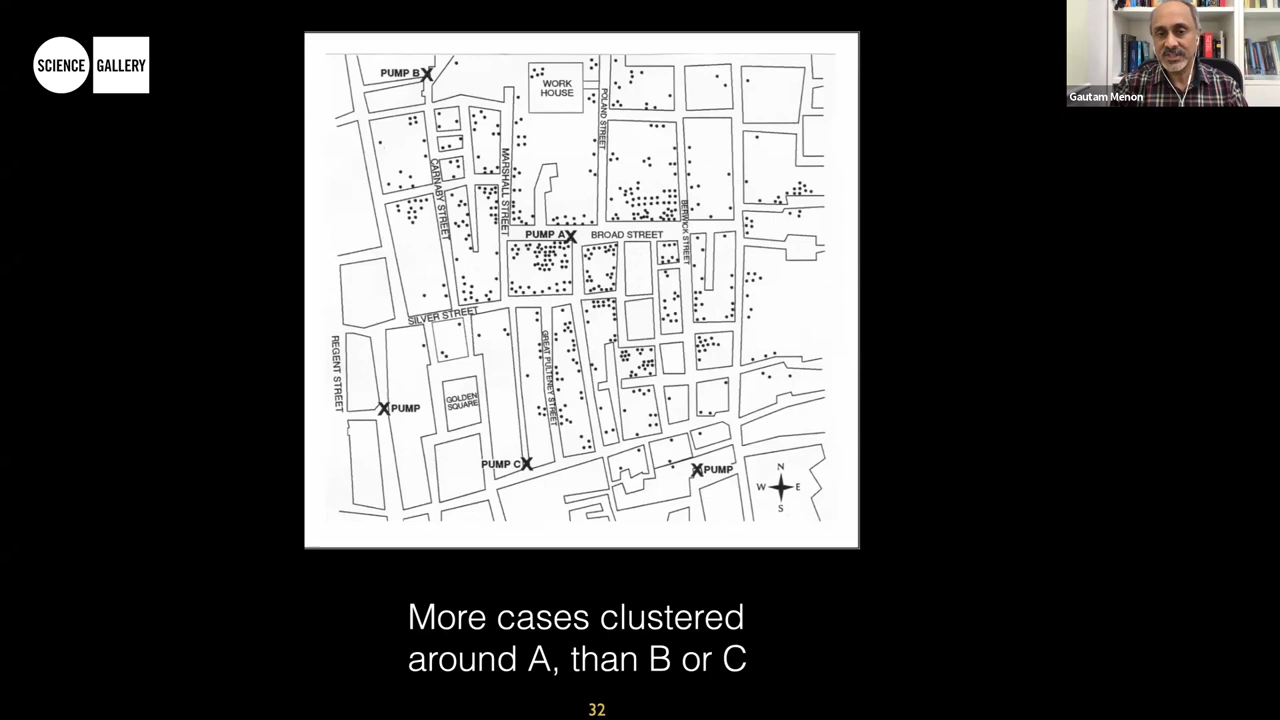 SCIENCE GALLERY
Gautam Menon
PUMP B
WORK
HOUSE
POLAND STREET
MARSHALL STREET
CARNABY STREET
BERWICK STREET
PUMP A
BROAD STREET
SILVER STREET
GREAT PULTENEY STREET
REGENT STREET
GOLDEN
SQUARE
PUMP
PUMP C
PUMP
N
W E
S
More cases clustered
around A, than B or C
32